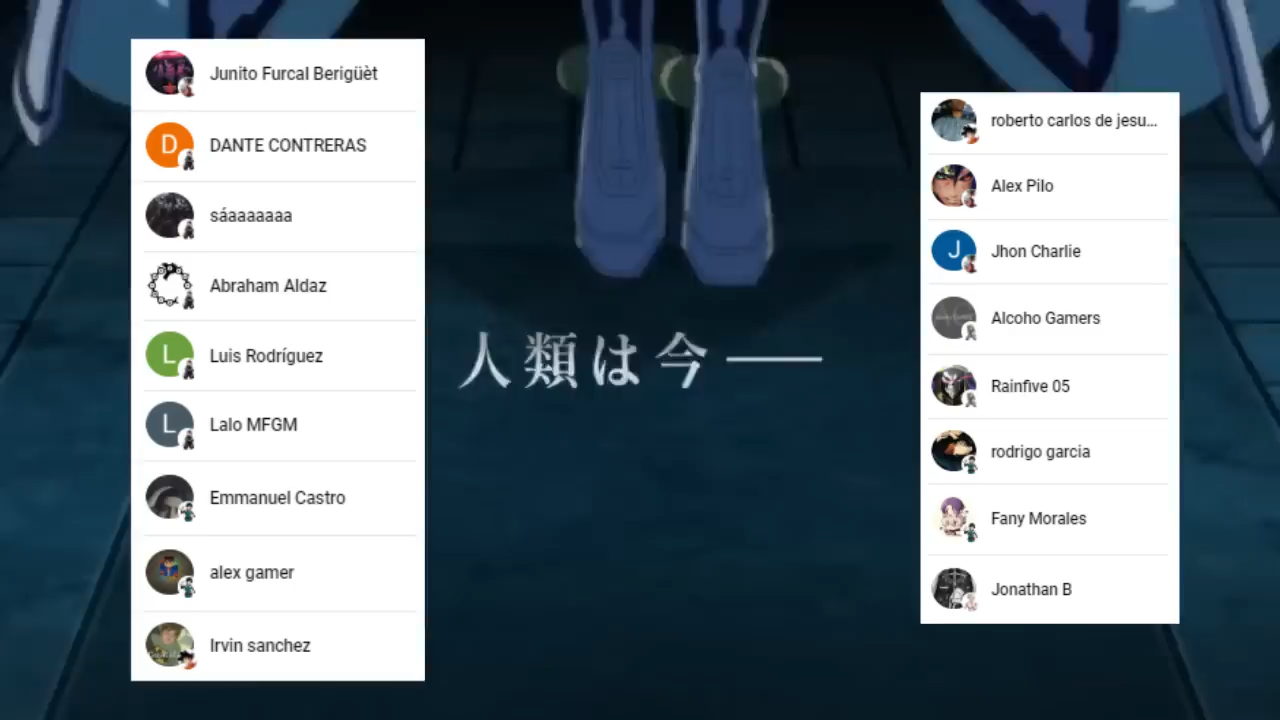 Junito Furcal Berigüèt
D
DANTE CONTRERAS
sáaaaaaaa
Abraham Aldaz
L
Luis Rodríguez
L
Lalo MFGM
Emmanuel Castro
alex gamer
Irvin sanchez
人類は今――
roberto carlos de jesu...
Alex Pilo
J
Jhon Charlie
Alcoho Gamers
Rainfive 05
rodrigo garcia
Fany Morales
Jonathan B